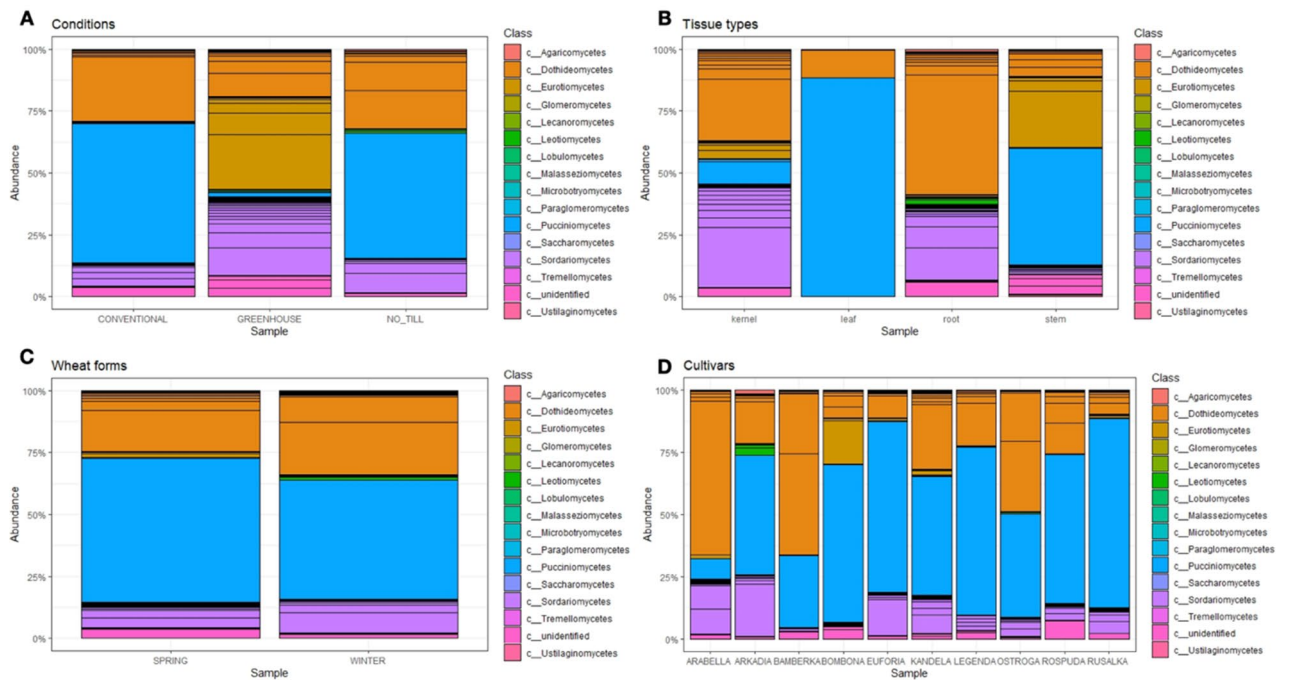 A
Conditions
Abundance
100%
75%
50%
25%
0%
CONVENTIONAL
GREENHOUSE
NO_TILL
Sample
Class
c__Agaricomycetes
c__Dothideomycetes
c__Eurotiomycetes
c__Glomeromycetes
c__Lecanoromycetes
c__Leotiomycetes
c__Lobulomycetes
c__Malasseziomycetes
c__Microbotryomycetes
c__Paraglomeromycetes
c__Pucciniomycetes
c__Saccharomycetes
c__Sordariomycetes
c__Tremellomycetes
c__unidentified
c__Ustilaginomycetes
B
Tissue types
Abundance
100%
75%
50%
25%
0%
kernel
leaf
root
stem
Sample
Class
c__Agaricomycetes
c__Dothideomycetes
c__Eurotiomycetes
c__Glomeromycetes
c__Lecanoromycetes
c__Leotiomycetes
c__Lobulomycetes
c__Malasseziomycetes
c__Microbotryomycetes
c__Paraglomeromycetes
c__Pucciniomycetes
c__Saccharomycetes
c__Sordariomycetes
c__Tremellomycetes
c__unidentified
c__Ustilaginomycetes
C
Wheat forms
Abundance
100%
75%
50%
25%
0%
SPRING
WINTER
Sample
Class
c__Agaricomycetes
c__Dothideomycetes
c__Eurotiomycetes
c__Glomeromycetes
c__Lecanoromycetes
c__Leotiomycetes
c__Lobulomycetes
c__Malasseziomycetes
c__Microbotryomycetes
c__Paraglomeromycetes
c__Pucciniomycetes
c__Saccharomycetes
c__Sordariomycetes
c__Tremellomycetes
c__unidentified
c__Ustilaginomycetes
D
Cultivars
Abundance
100%
75%
50%
25%
0%
ARABELLA
ARKADIA
BAMBERKA
BOMBONA
EUFORIA
KANDELA
LEGENDA
OSTROGA
ROSPUDA
RUSALKA
Sample
Class
c__Agaricomycetes
c__Dothideomycetes
c__Eurotiomycetes
c__Glomeromycetes
c__Lecanoromycetes
c__Leotiomycetes
c__Lobulomycetes
c__Malasseziomycetes
c__Microbotryomycetes
c__Paraglomeromycetes
c__Pucciniomycetes
c__Saccharomycetes
c__Sordariomycetes
c__Tremellomycetes
c__unidentified
c__Ustilaginomycetes